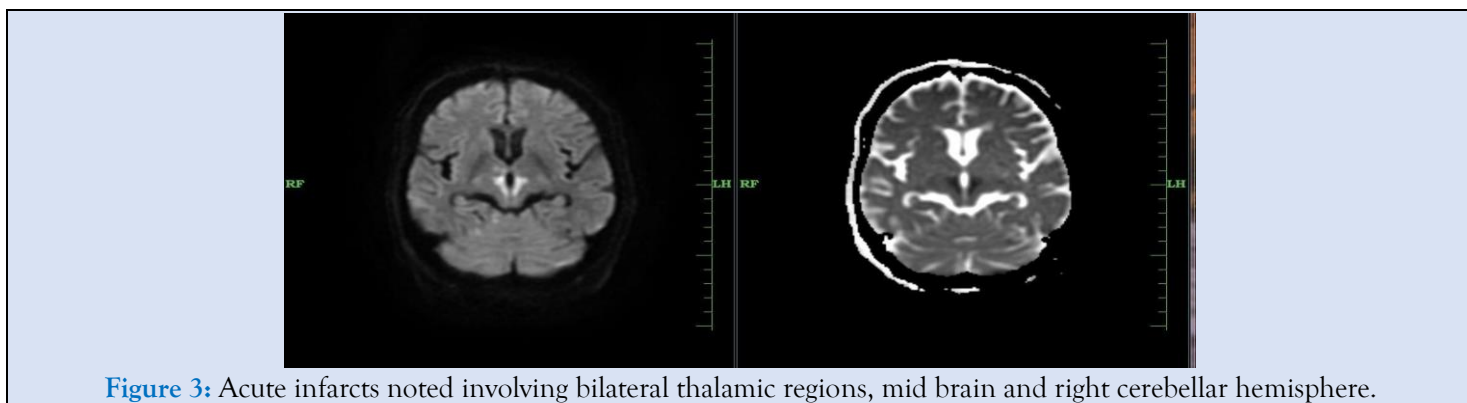 RF
LH
RF
LH
Figure 3: Acute infarcts noted involving bilateral thalamic regions, mid brain and right cerebellar hemisphere.